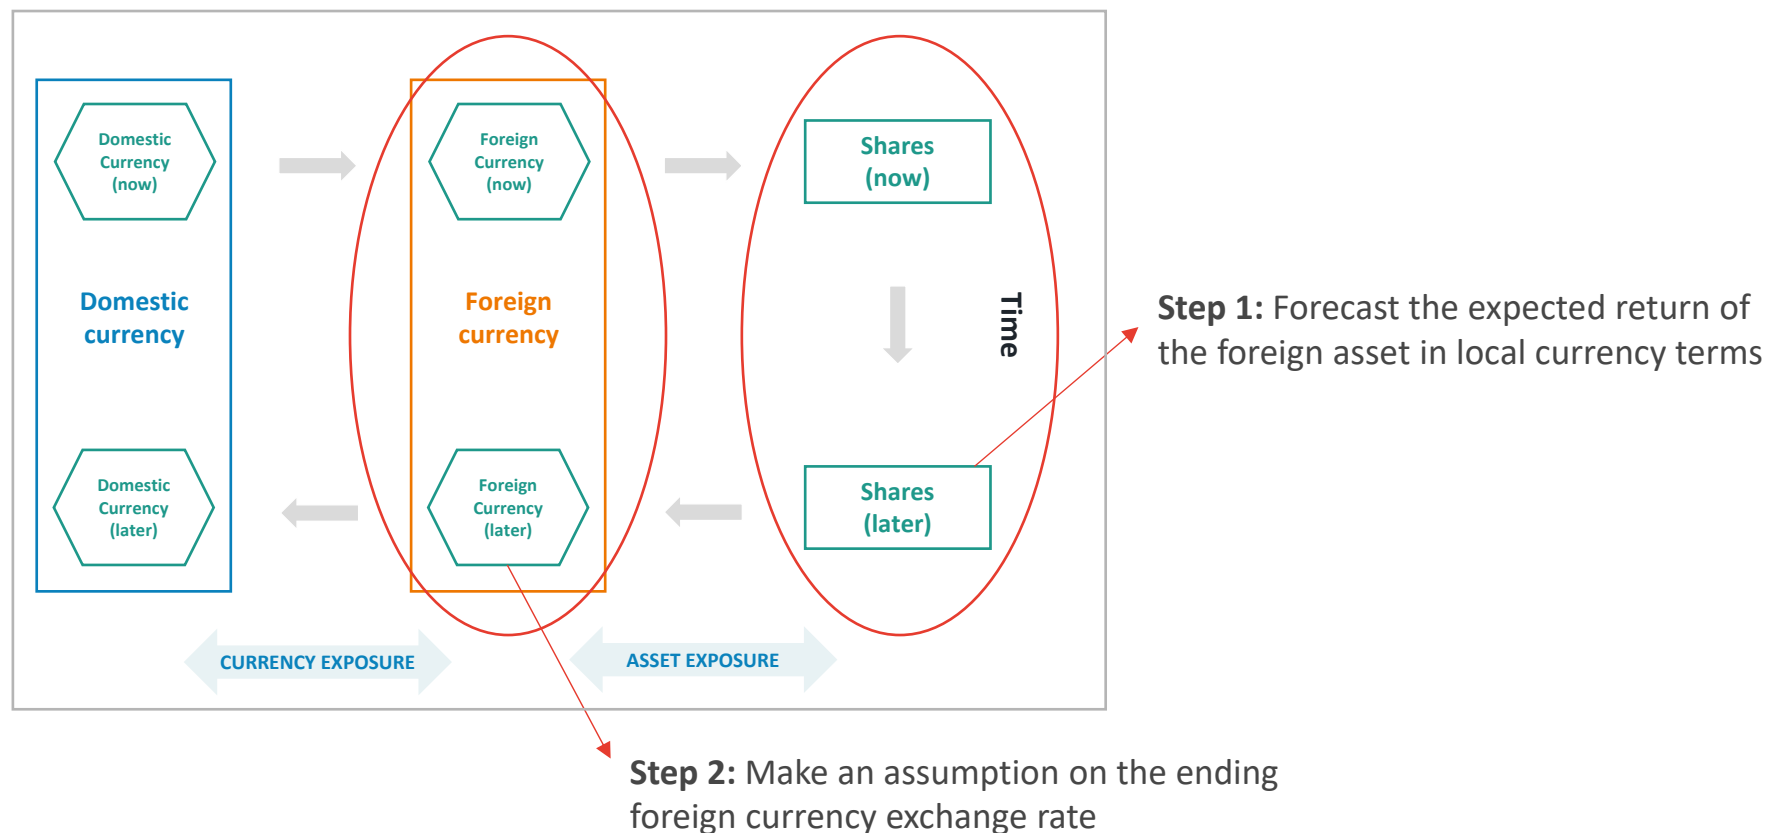 Domestic
Currency
(now)
Foreign
Currency
(now)
Shares
(now)
Domestic
currency
Foreign
currency
Time
Step 1: Forecast the expected return of
the foreign asset in local currency terms
Domestic
Currency
(later)
Foreign
Currency
(later)
Shares
(later)
CURRENCY EXPOSURE
ASSET EXPOSURE
Step 2: Make an assumption on the ending
foreign currency exchange rate